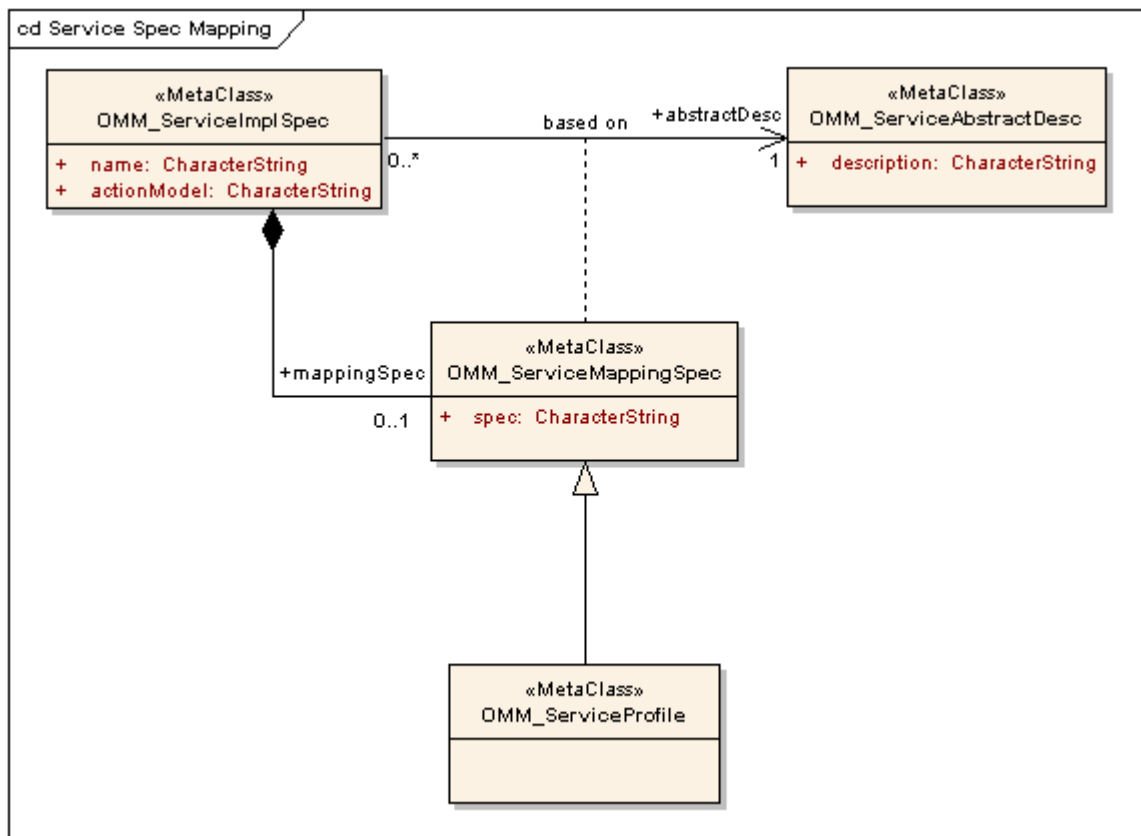 cd Service Spec Mapping
«MetaClass»
OMM_ServiceImplSpec
+ name: CharacterString
+ actionModel: CharacterString
0..*
based on
+abstractDesc
1
«MetaClass»
OMM_ServiceAbstractDesc
+ description: CharacterString
+mappingSpec
0..1
«MetaClass»
OMM_ServiceMappingSpec
+ spec: CharacterString
«MetaClass»
OMM_ServiceProfile